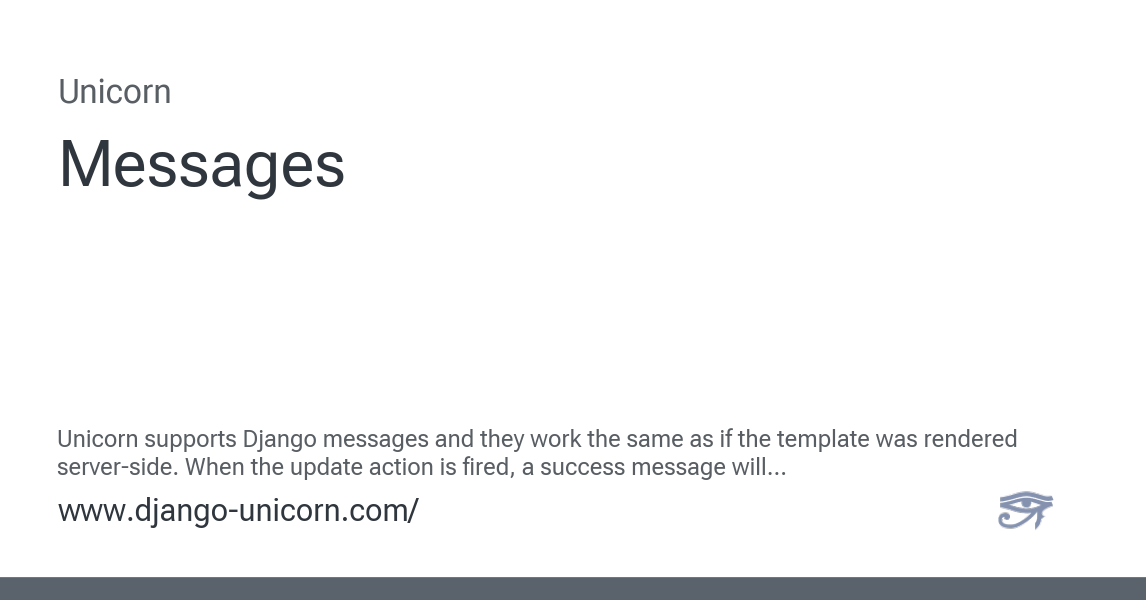 Unicorn
Messages
Unicorn supports Django messages and they work the same as if the template was rendered
server-side. When the update action is fired, a success message will...
www.django-unicorn.com/